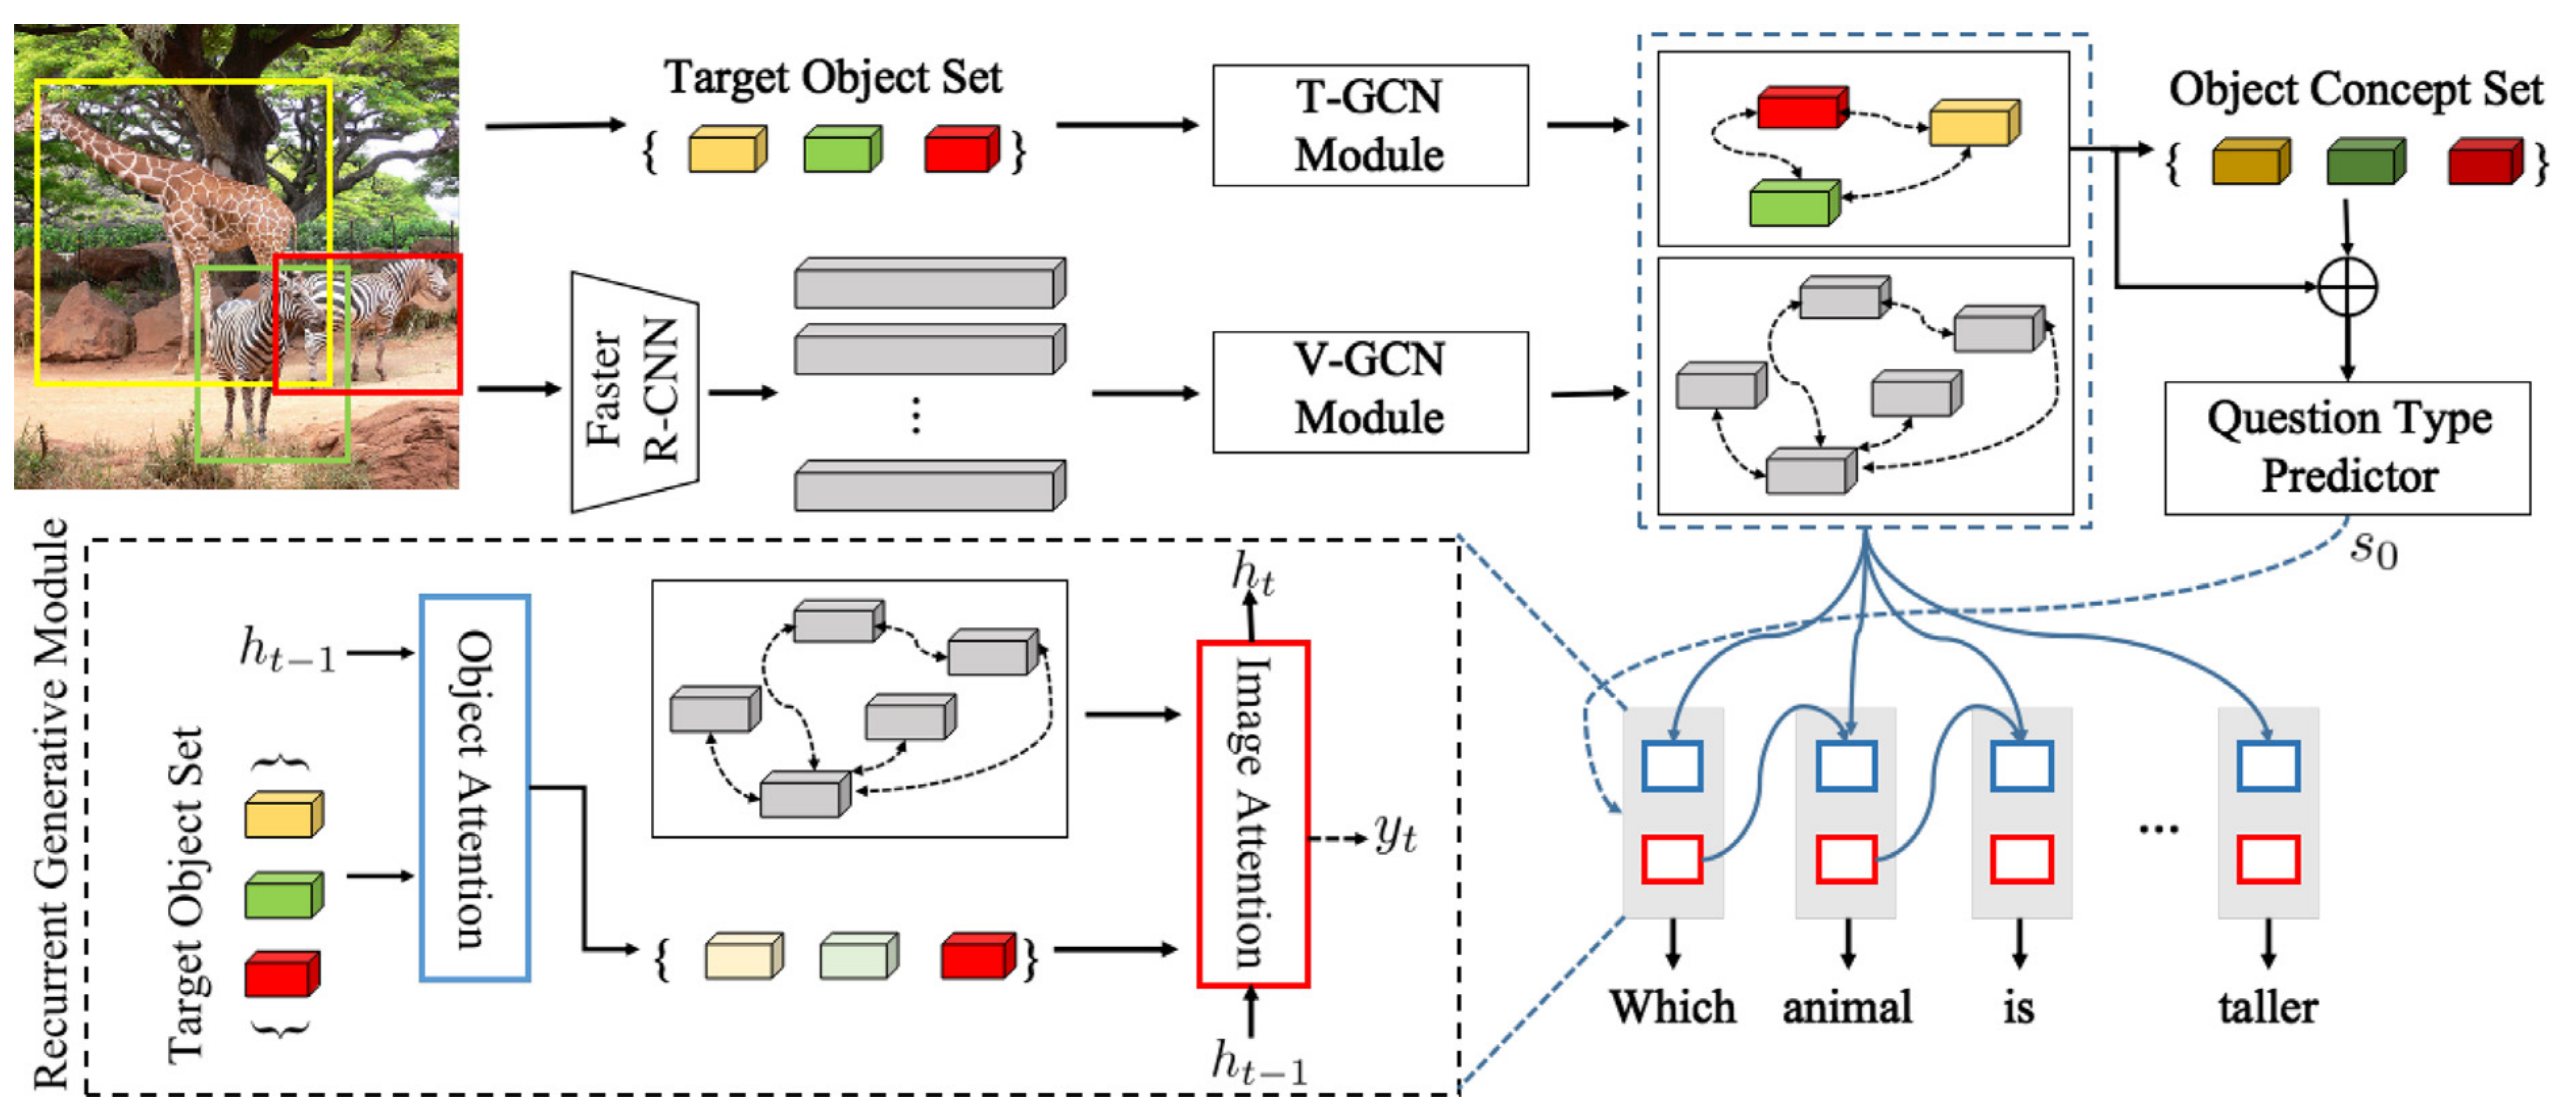 Target Object Set
{ }
T-GCN
Module
Object Concept Set
{ }
Faster
R-CNN
⋮
V-GCN
Module
Question Type
Predictor
s_0
Recurrent Generative Module
h_{t-1}
Target Object Set
{ }
Object Attention
{ }
h_t
Image Attention
y_t
h_{t-1}
...
Which animal is taller